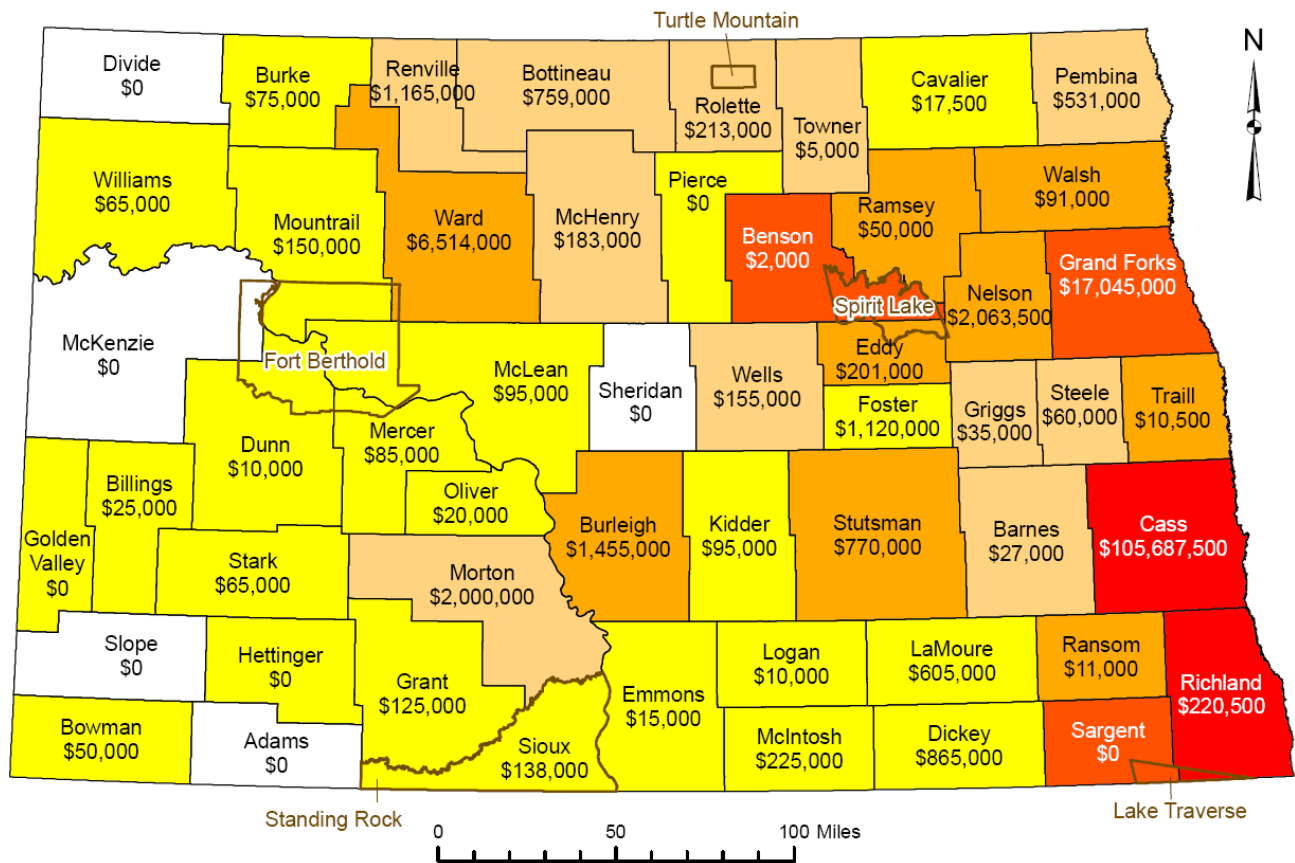 Turtle Mountain
N
Divide
$0
Burke
$75,000
Renville
$1,165,000
Bottineau
$759,000
Rolette
$213,000
Towner
$5,000
Cavalier
$17,500
Pembina
$531,000
Williams
$65,000
Mountrail
$150,000
Ward
$6,514,000
McHenry
$183,000
Pierce
$0
Benson
$2,000
Ramsey
$50,000
Walsh
$91,000
Grand Forks
$17,045,000
Nelson
$2,063,500
Spirit Lake
McKenzie
$0
Fort Berthold
McLean
$95,000
Sheridan
$0
Wells
$155,000
Eddy
$201,000
Foster
$1,120,000
Griggs
$35,000
Steele
$60,000
Traill
$10,500
Dunn
$10,000
Mercer
$85,000
Oliver
$20,000
Billings
$25,000
Golden
Valley
$0
Stark
$65,000
Morton
$2,000,000
Burleigh
$1,455,000
Kidder
$95,000
Stutsman
$770,000
Barnes
$27,000
Cass
$105,687,500
Slope
$0
Hettinger
$0
Grant
$125,000
Emmons
$15,000
Logan
$10,000
LaMoure
$605,000
Ransom
$11,000
Richland
$220,500
Bowman
$50,000
Adams
$0
Sioux
$138,000
McIntosh
$225,000
Dickey
$865,000
Sargent
$0
Standing Rock
Lake Traverse
0 50 100 Miles